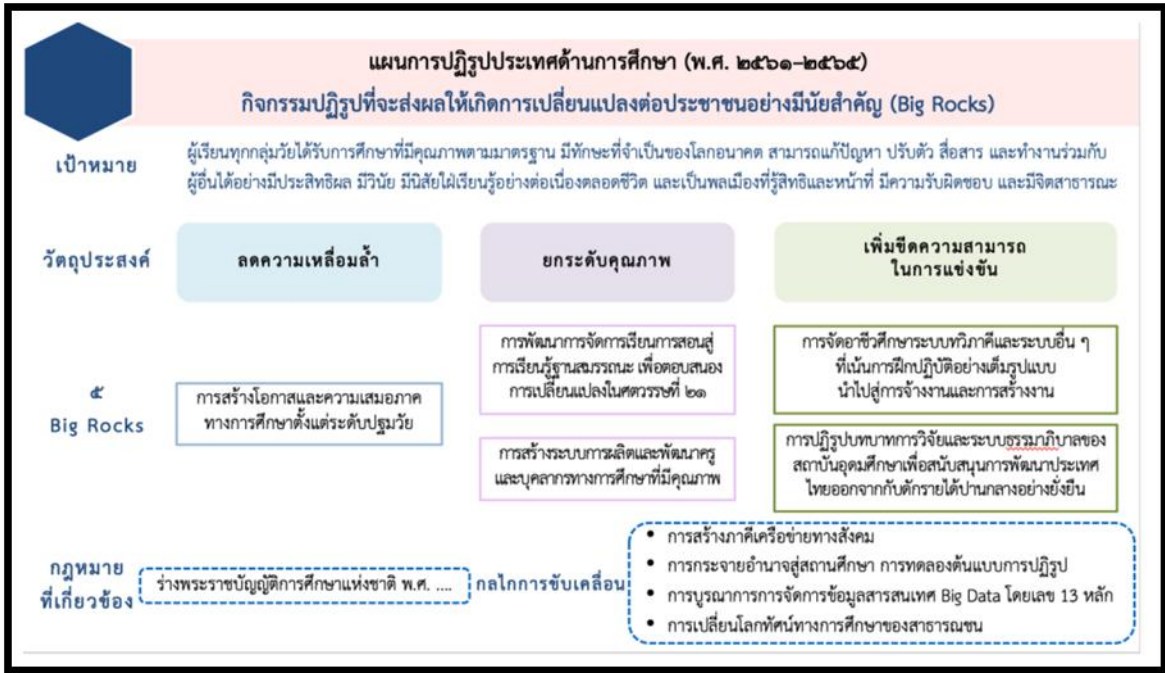 แผนการปฏิรูปประเทศด้านการศึกษา (พ.ศ. ๒๕๖๑–๒๕๖๕)
กิจกรรมปฏิรูปที่จะส่งผลให้เกิดการเปลี่ยนแปลงต่อประชาชนอย่างมีนัยสำคัญ (Big Rocks)
เป้าหมาย
ผู้เรียนทุกกลุ่มวัยได้รับการศึกษาที่มีคุณภาพตามมาตรฐาน มีทักษะที่จำเป็นของโลกอนาคต สามารถแก้ปัญหา ปรับตัว สื่อสาร และทำงานร่วมกับ
ผู้อื่นได้อย่างมีประสิทธิผล มีวินัย มีนิสัยใฝ่เรียนรู้อย่างต่อเนื่องตลอดชีวิต และเป็นพลเมืองที่รู้สิทธิและหน้าที่ มีความรับผิดชอบ และมีจิตสาธารณะ
วัตถุประสงค์
ลดความเหลื่อมล้ำ
ยกระดับคุณภาพ
เพิ่มขีดความสามารถ
ในการแข่งขัน
๕
Big Rocks
การสร้างโอกาสและความเสมอภาค
ทางการศึกษาตั้งแต่ระดับปฐมวัย
การพัฒนาการจัดการเรียนการสอนสู่
การเรียนรู้ฐานสมรรถนะ เพื่อตอบสนอง
การเปลี่ยนแปลงในศตวรรษที่ ๒๑
การสร้างระบบการผลิตและพัฒนาครู
และบุคลากรทางการศึกษาที่มีคุณภาพ
การจัดอาชีวศึกษาระบบทวิภาคีและระบบอื่น ๆ
ที่เน้นการฝึกปฏิบัติอย่างเต็มรูปแบบ
นำไปสู่การจ้างงานและการสร้างงาน
การปฏิรูปบทบาทการวิจัยและระบบธรรมาภิบาลของ
สถาบันอุดมศึกษาเพื่อสนับสนุนการพัฒนาประเทศ
ไทยออกจากกับดักรายได้ปานกลางอย่างยั่งยืน
กฎหมาย
ที่เกี่ยวข้อง
ร่างพระราชบัญญัติการศึกษาแห่งชาติ พ.ศ. ....
กลไกการขับเคลื่อน
• การสร้างภาคีเครือข่ายทางสังคม
• การกระจายอำนาจสู่สถานศึกษา การทดลองต้นแบบการปฏิรูป
• การบูรณาการการจัดการข้อมูลสารสนเทศ Big Data โดยเลข 13 หลัก
• การเปลี่ยนโลกทัศน์ทางการศึกษาของสาธารณชน